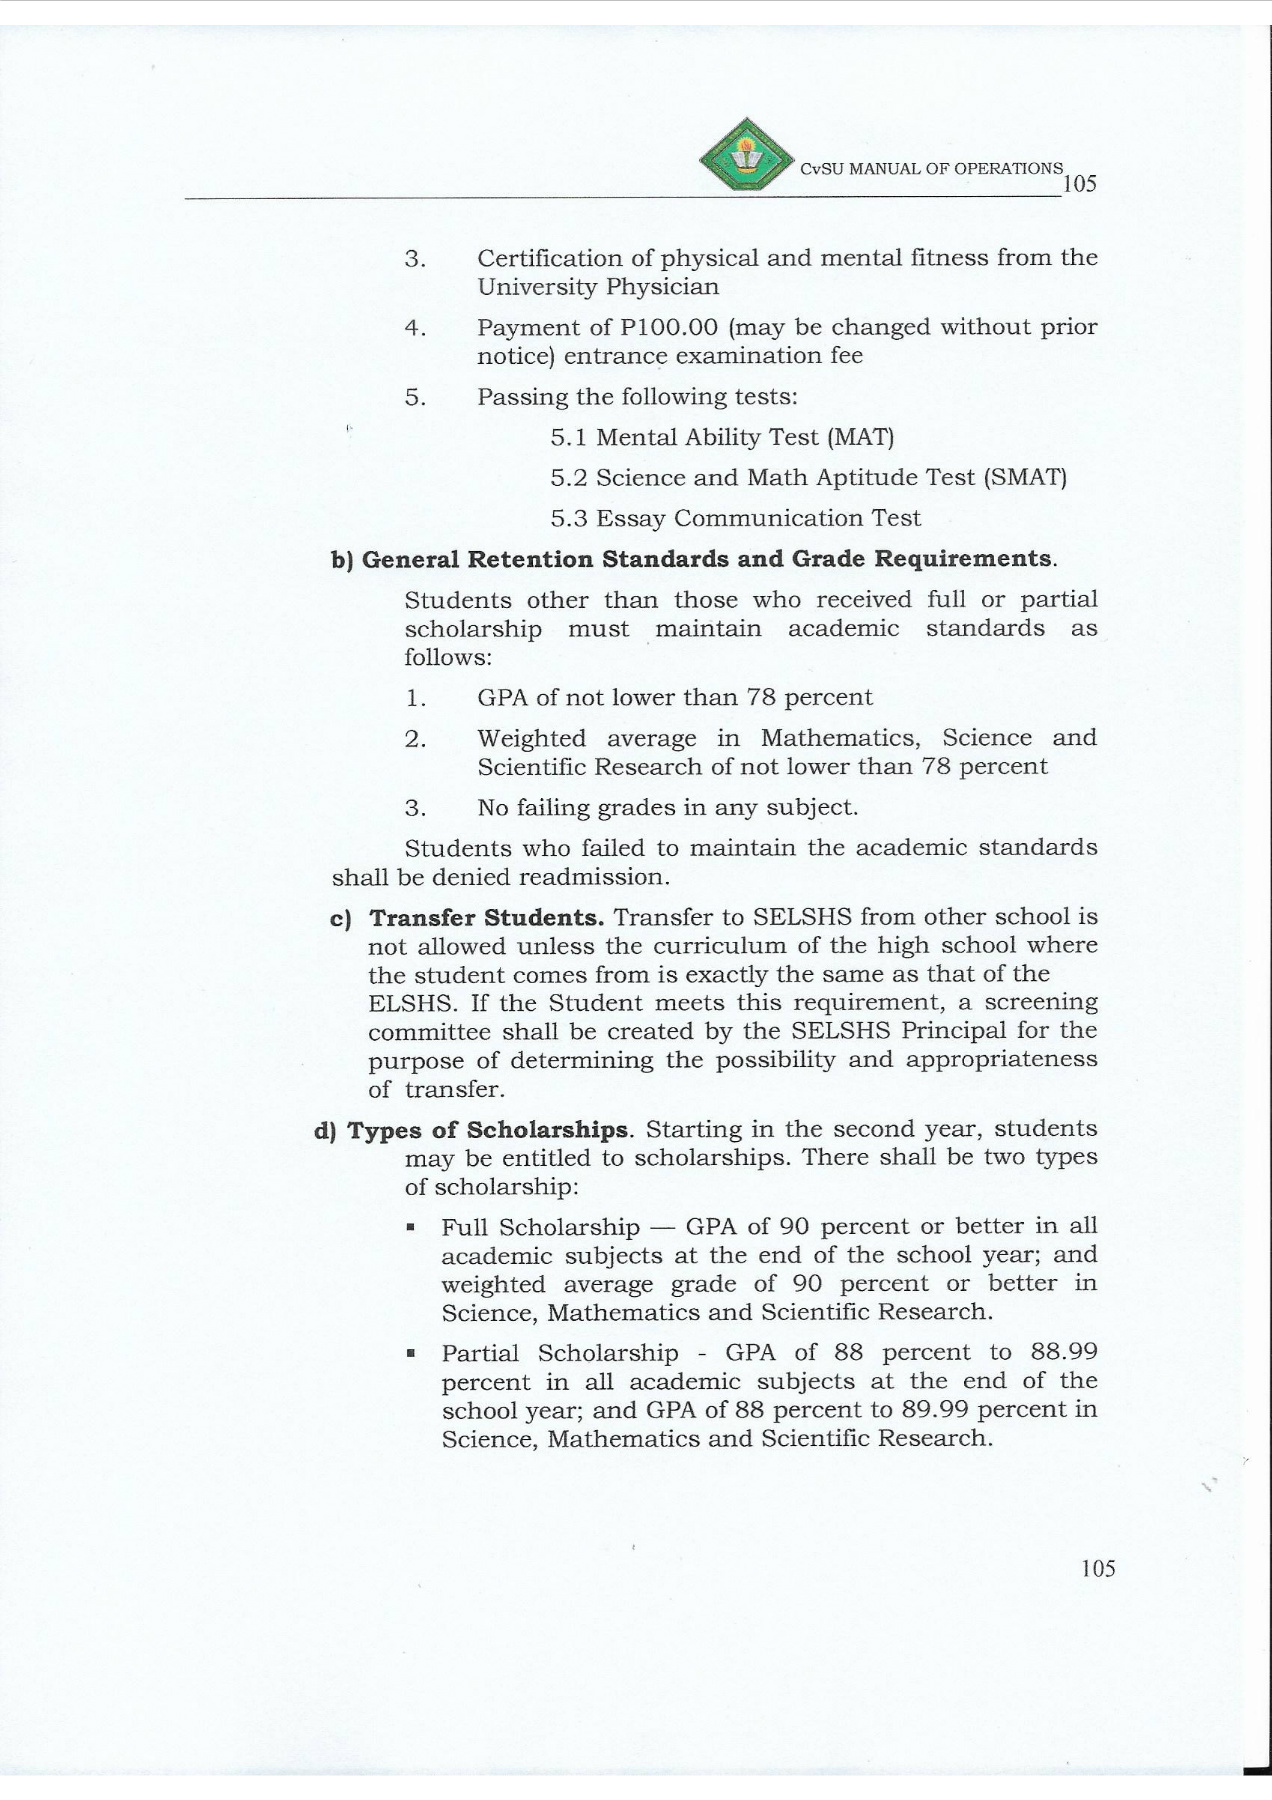 CvSU MANUAL OF OPERATIONS
105
3. Certification of physical and mental fitness from the
University Physician
4. Payment of P100.00 (may be changed without prior
notice) entrance examination fee
5. Passing the following tests:
5.1 Mental Ability Test (MAT)
5.2 Science and Math Aptitude Test (SMAT)
5.3 Essay Communication Test
b) General Retention Standards and Grade Requirements.
Students other than those who received full or partial
scholarship must maintain academic standards as
follows:
1. GPA of not lower than 78 percent
2. Weighted average in Mathematics, Science and
Scientific Research of not lower than 78 percent
3. No failing grades in any subject.
Students who failed to maintain the academic standards
shall be denied readmission.
c) Transfer Students. Transfer to SELSHS from other school is
not allowed unless the curriculum of the high school where
the student comes from is exactly the same as that of the
ELSHS. If the Student meets this requirement, a screening
committee shall be created by the SELSHS Principal for the
purpose of determining the possibility and appropriateness
of transfer.
d) Types of Scholarships. Starting in the second year, students
may be entitled to scholarships. There shall be two types
of scholarship:
▪ Full Scholarship — GPA of 90 percent or better in all
academic subjects at the end of the school year; and
weighted average grade of 90 percent or better in
Science, Mathematics and Scientific Research.
▪ Partial Scholarship - GPA of 88 percent to 88.99
percent in all academic subjects at the end of the
school year; and GPA of 88 percent to 89.99 percent in
Science, Mathematics and Scientific Research.
105